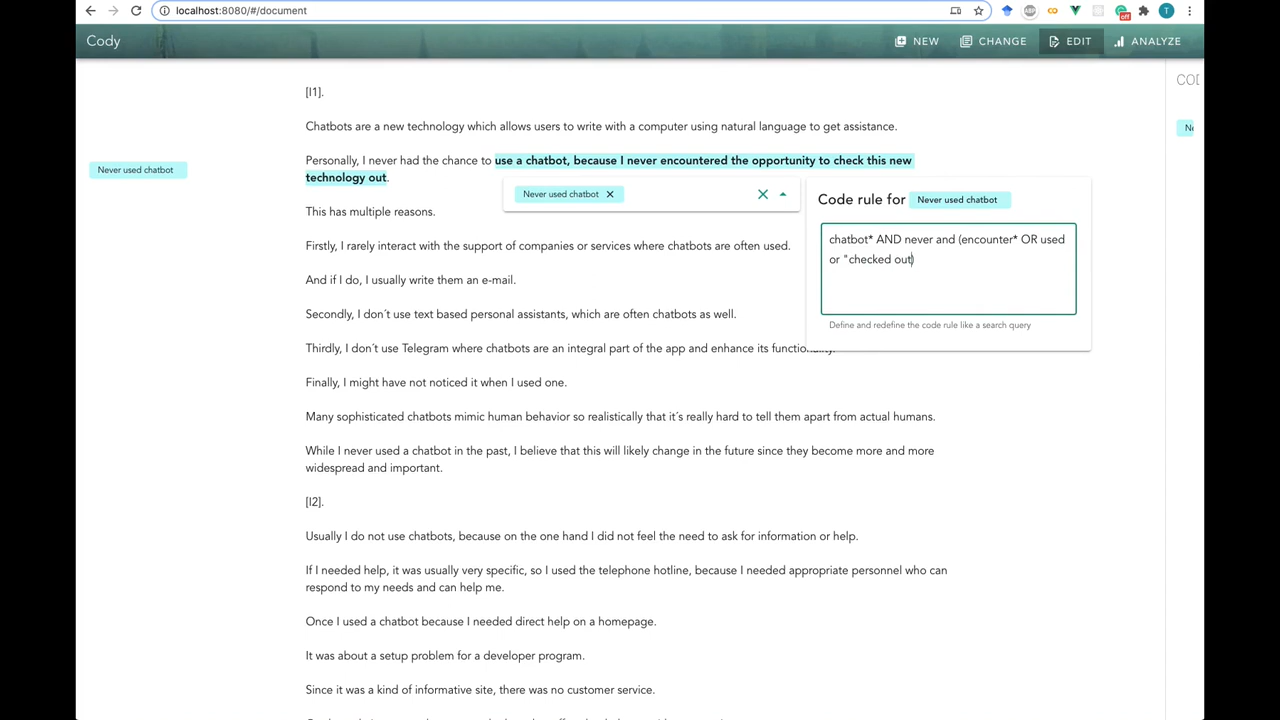 localhost:8080/#/document
ABP
off
T
Cody
NEW
CHANGE
EDIT
ANALYZE
[I1].
COD
Chatbots are a new technology which allows users to write with a computer using natural language to get assistance.
Ne
Personally, I never had the chance to use a chatbot, because I never encountered the opportunity to check this new
technology out.
Never used chatbot
Never used chatbot
Code rule for Never used chatbot
This has multiple reasons.
chatbot* AND never and (encounter* OR used
or "checked out)
Define and redefine the code rule like a search query
Firstly, I rarely interact with the support of companies or services where chatbots are often used.
And if I do, I usually write them an e-mail.
Secondly, I don´t use text based personal assistants, which are often chatbots as well.
Thirdly, I don´t use Telegram where chatbots are an integral part of the app and enhance its functionality.
Finally, I might have not noticed it when I used one.
Many sophisticated chatbots mimic human behavior so realistically that it´s really hard to tell them apart from actual humans.
While I never used a chatbot in the past, I believe that this will likely change in the future since they become more and more
widespread and important.
[I2].
Usually I do not use chatbots, because on the one hand I did not feel the need to ask for information or help.
If I needed help, it was usually very specific, so I used the telephone hotline, because I needed appropriate personnel who can
respond to my needs and can help me.
Once I used a chatbot because I needed direct help on a homepage.
It was about a setup problem for a developer program.
Since it was a kind of informative site, there was no customer service.